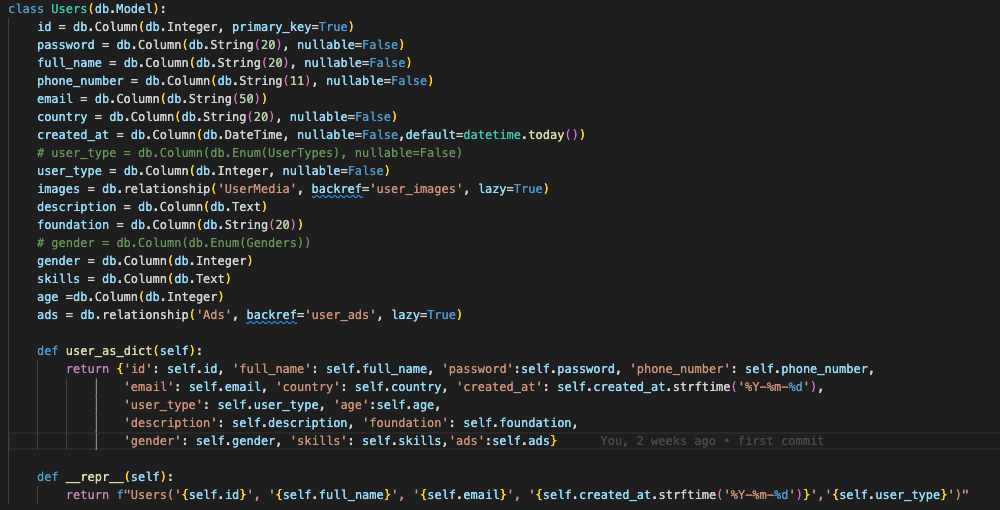 class Users(db.Model):
    id = db.Column(db.Integer, primary_key=True)
    password = db.Column(db.String(20), nullable=False)
    full_name = db.Column(db.String(20), nullable=False)
    phone_number = db.Column(db.String(11), nullable=False)
    email = db.Column(db.String(50))
    country = db.Column(db.String(20), nullable=False)
    created_at = db.Column(db.DateTime, nullable=False,default=datetime.today())
    # user_type = db.Column(db.Enum(UserTypes), nullable=False)
    user_type = db.Column(db.Integer, nullable=False)
    images = db.relationship('UserMedia', backref='user_images', lazy=True)
    description = db.Column(db.Text)
    foundation = db.Column(db.String(20))
    # gender = db.Column(db.Enum(Genders))
    gender = db.Column(db.Integer)
    skills = db.Column(db.Text)
    age =db.Column(db.Integer)
    ads = db.relationship('Ads', backref='user_ads', lazy=True)

    def user_as_dict(self):
        return {'id': self.id, 'full_name': self.full_name, 'password':self.password, 'phone_number': self.phone_number,
                'email': self.email, 'country': self.country, 'created_at': self.created_at.strftime('%Y-%m-%d'),
                'user_type': self.user_type, 'age':self.age,
                'description': self.description, 'foundation': self.foundation,
                'gender': self.gender, 'skills': self.skills,'ads':self.ads}      You, 2 weeks ago • first commit

    def __repr__(self):
        return f"Users('{self.id}', '{self.full_name}', '{self.email}', '{self.created_at.strftime('%Y-%m-%d')}','{self.user_type}')"